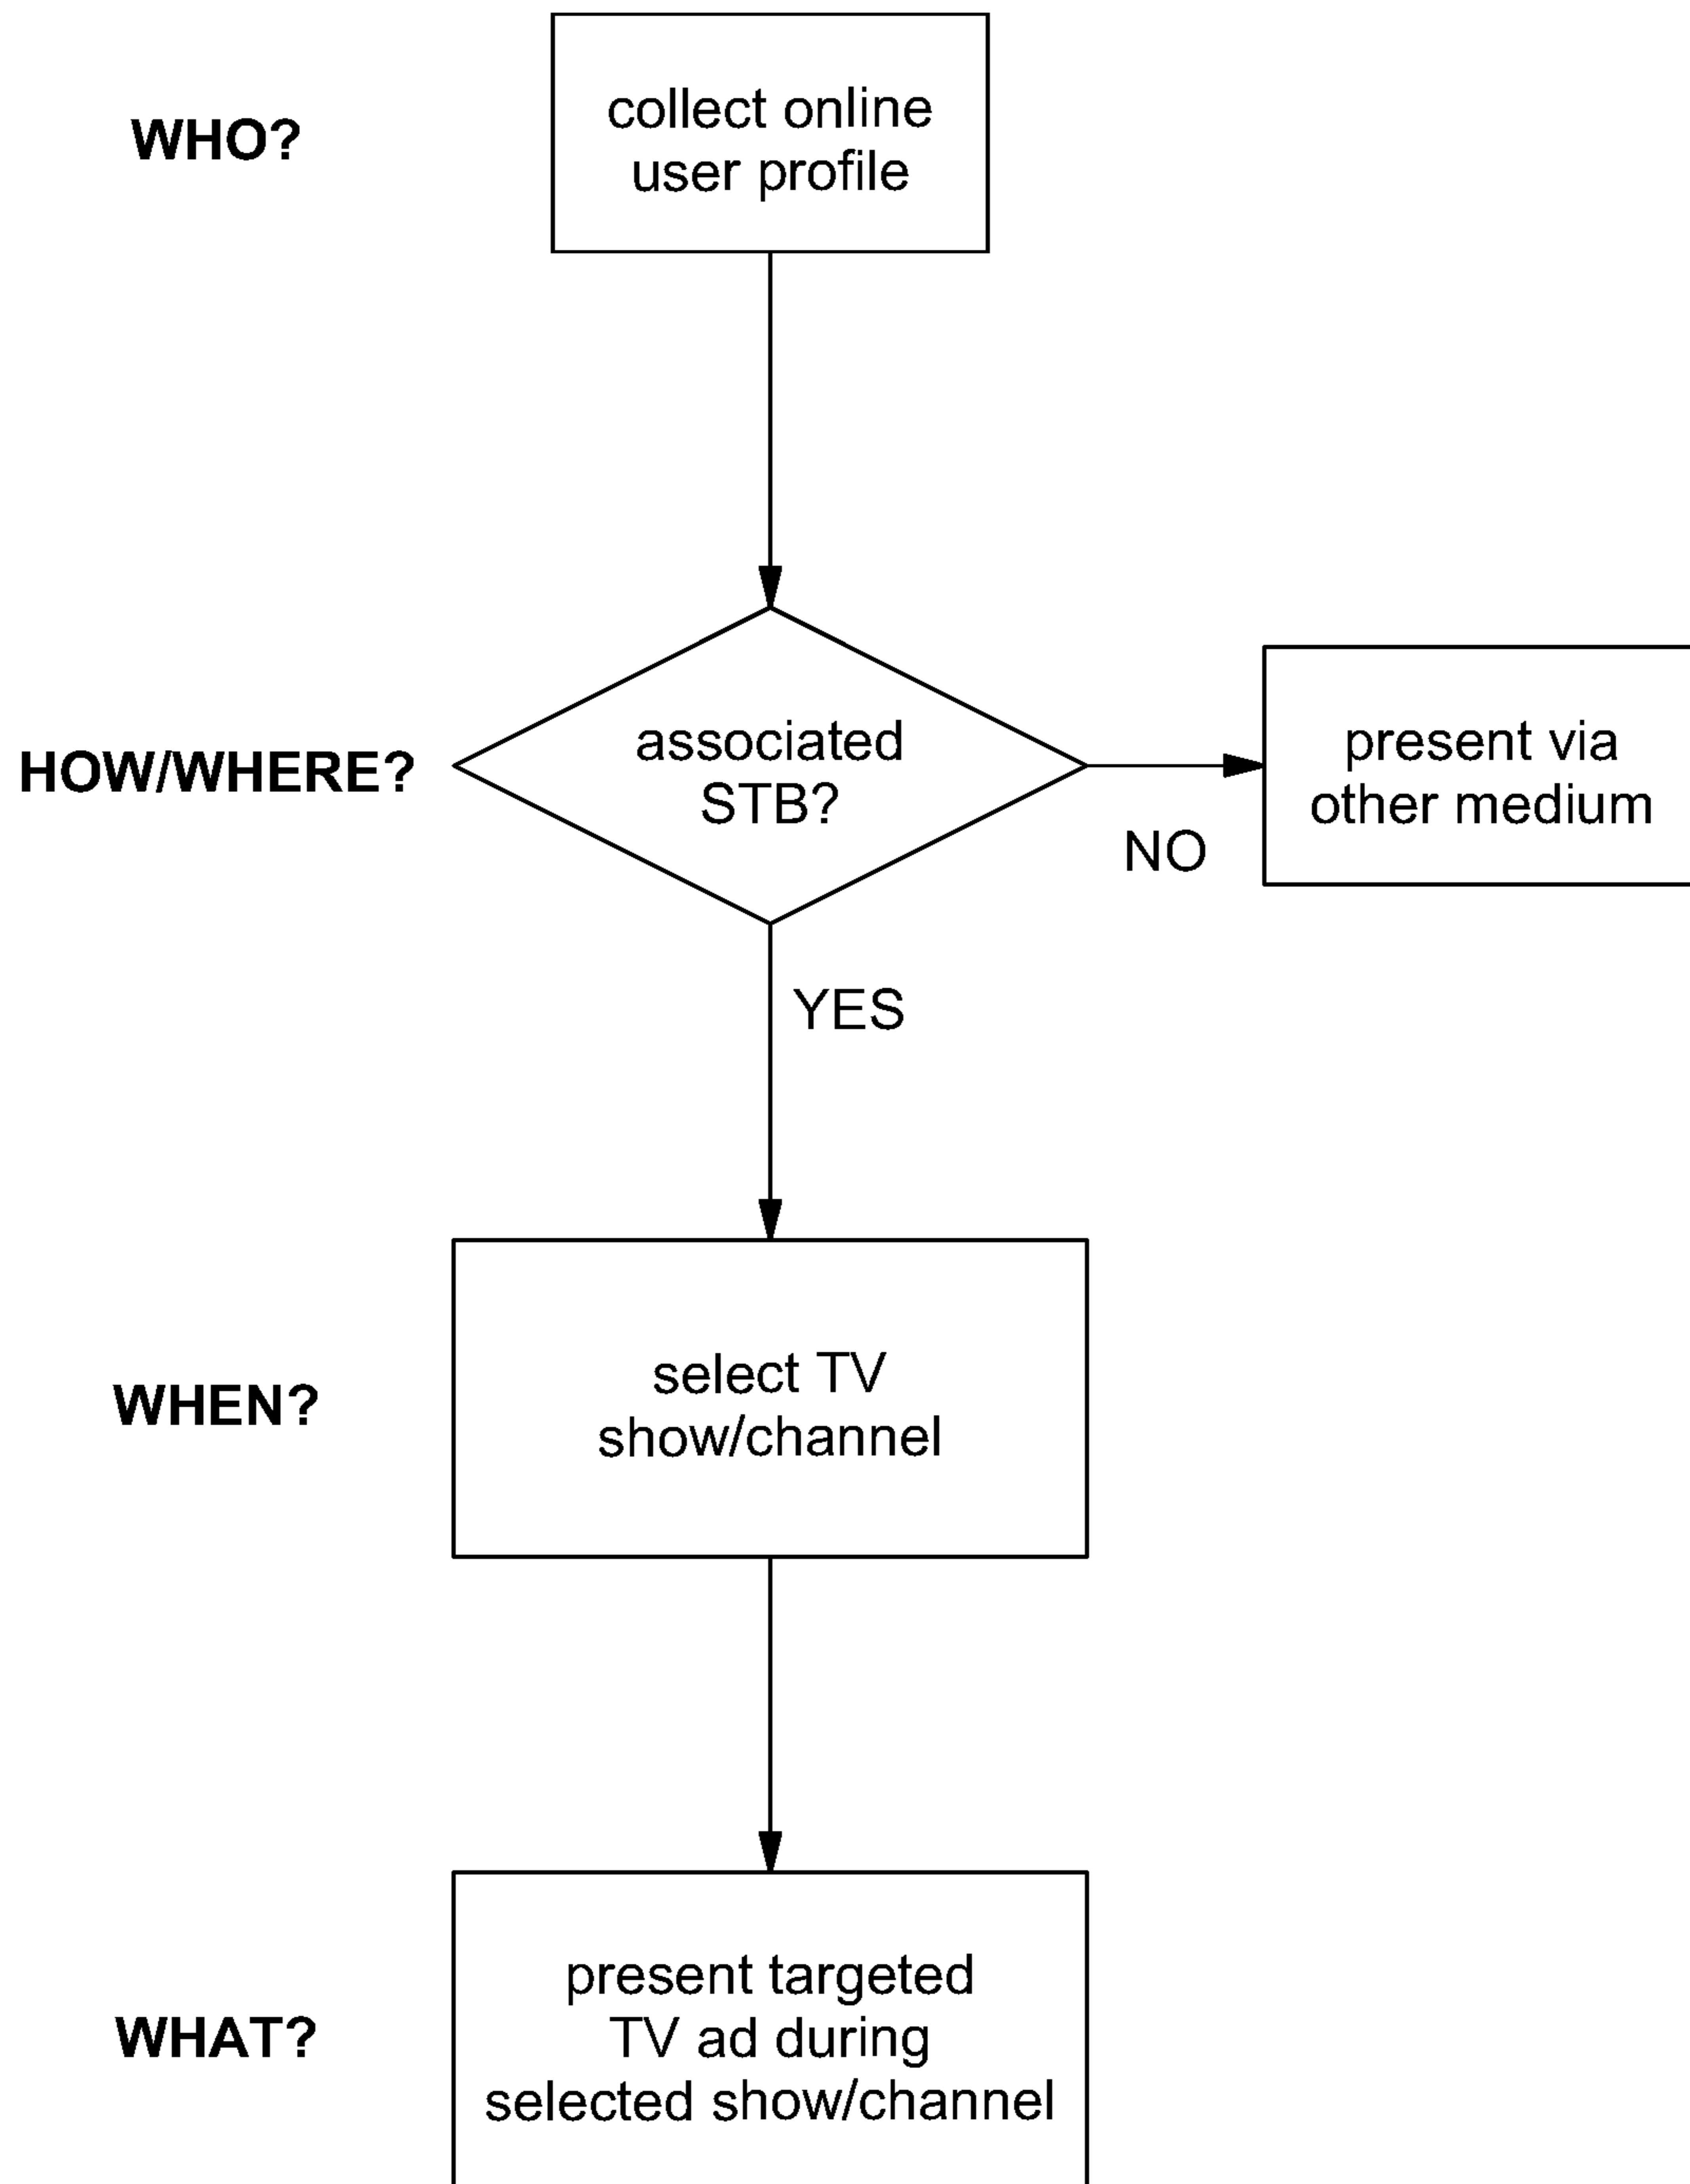 WHO?
collect online
user profile
HOW/WHERE?
associated
STB?
NO
present via
other medium
YES
WHEN?
select TV
show/channel
WHAT?
present targeted
TV ad during
selected show/channel